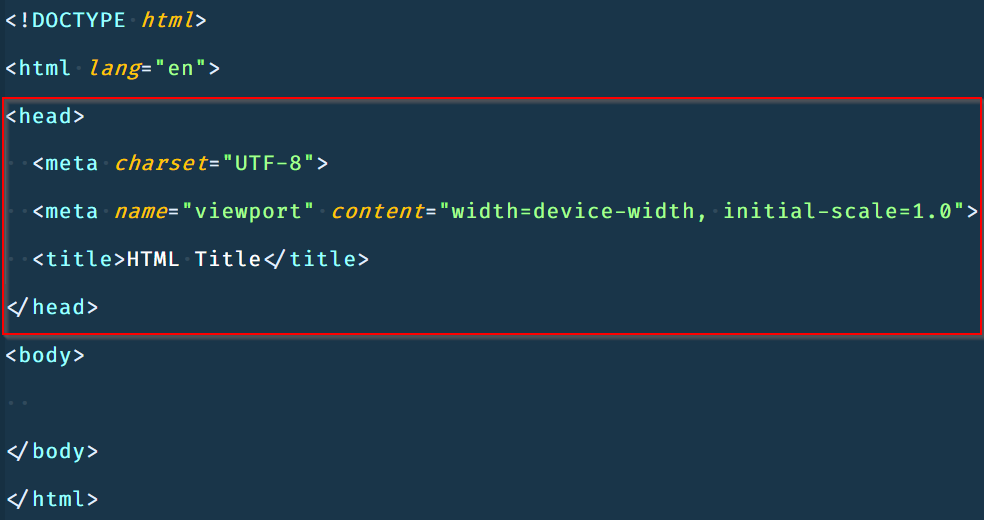 <!DOCTYPE html>
<html lang="en">
<head>
  <meta charset="UTF-8">
  <meta name="viewport" content="width=device-width, initial-scale=1.0">
  <title>HTML Title</title>
</head>
<body>

</body>
</html>